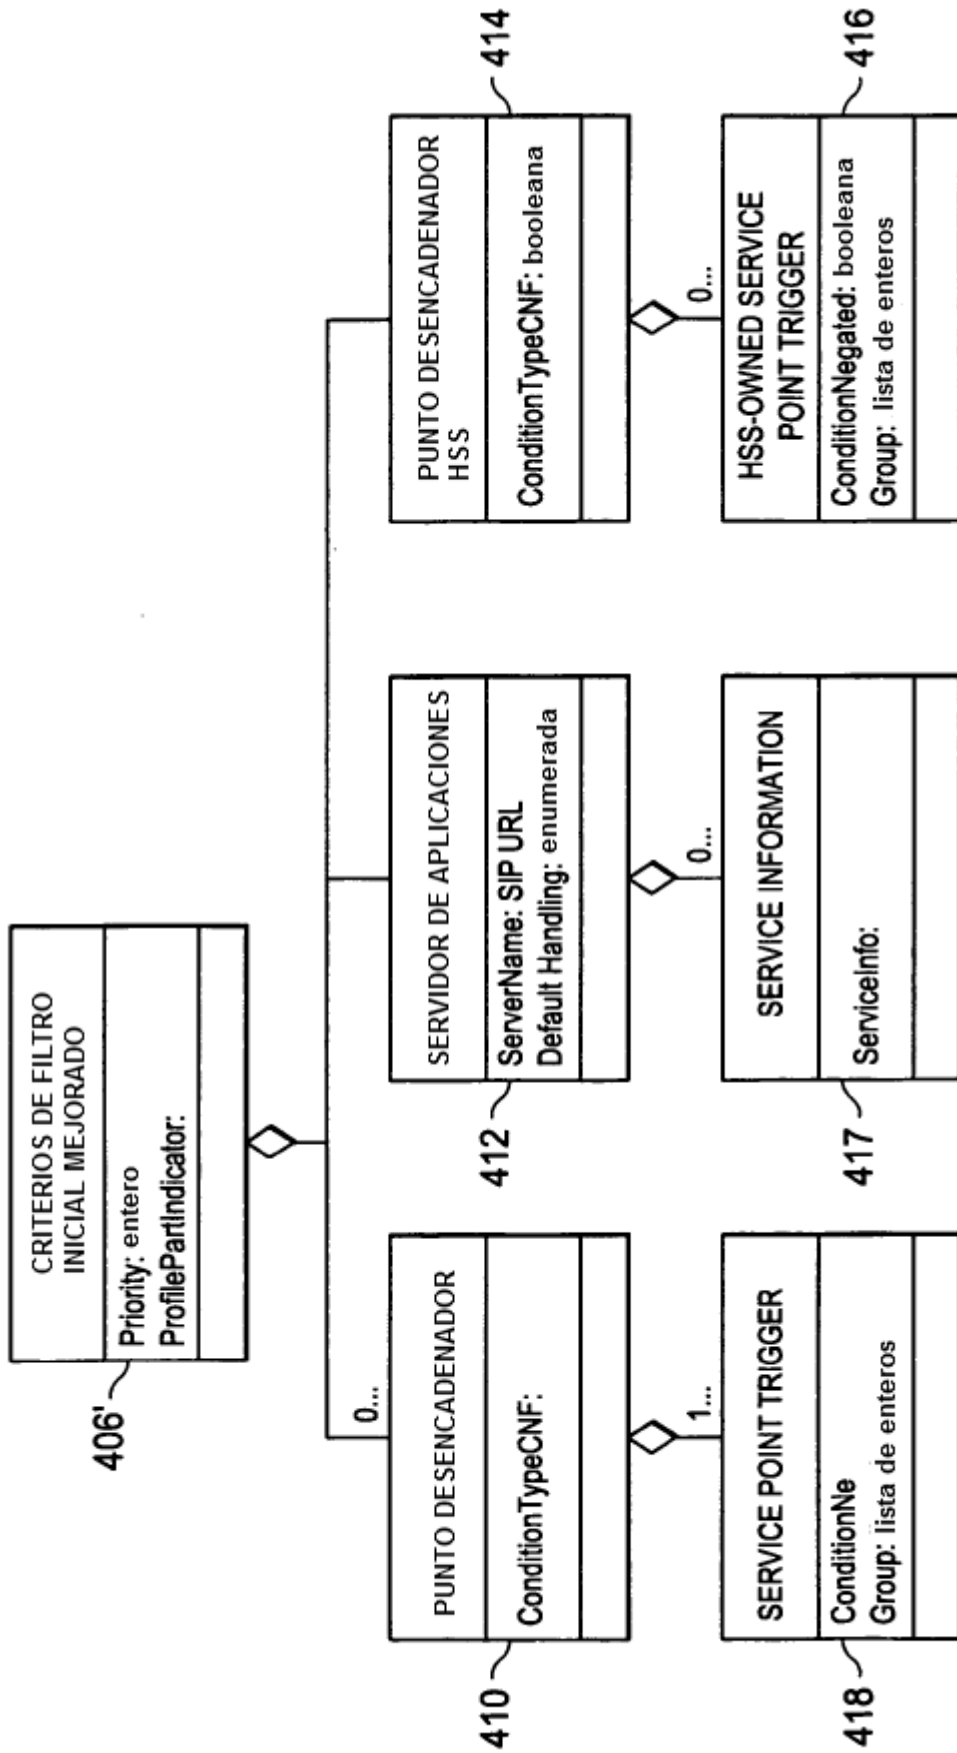 CRITERIOS DE FILTRO
INICIAL MEJORADO
Priority: entero
ProfilePartIndicator:
406'
0...
PUNTO DESENCADENADOR
ConditionTypeCNF:
410
SERVIDOR DE APLICACIONES
ServerName: SIP URL
Default Handling: enumerada
412
PUNTO DESENCADENADOR
HSS
ConditionTypeCNF: booleana
414
1...
SERVICE POINT TRIGGER
ConditionNe
Group: lista de enteros
418
0...
SERVICE INFORMATION
ServiceInfo:
417
0...
HSS-OWNED SERVICE
POINT TRIGGER
ConditionNegated: booleana
Group: lista de enteros
416